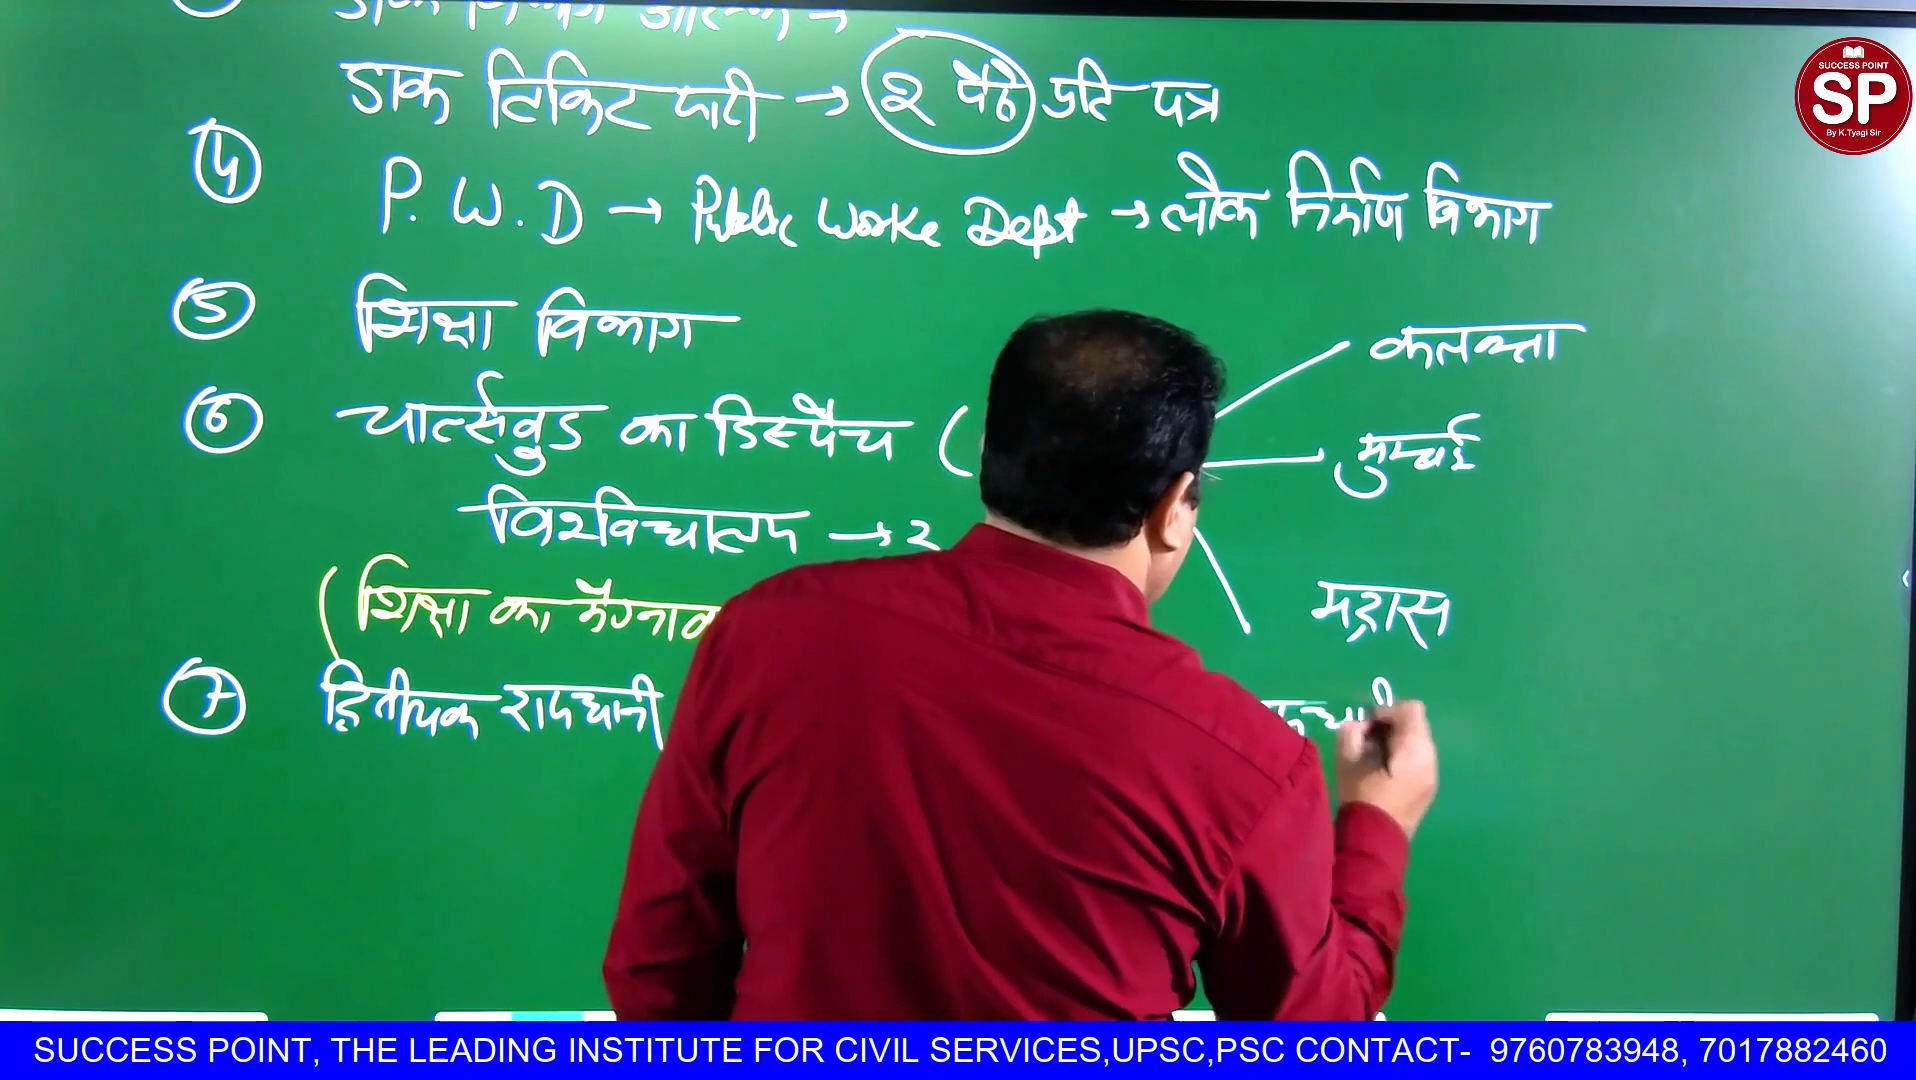 डाक टिकिट पाटी → २ पैसे प्रति पत्र
4 P.W.D → Public Works Dept → लोक निर्माण विभाग
5 शिक्षा विभाग
कलकत्ता
6 चार्ल्सवुड का डिस्पैच (
मुम्बई
विश्वविद्यालय →
(शिक्षा का मैग्नाक
मद्रास
7 द्वितीयक राजधानी
SUCCESS POINT
SP
By K.Tyagi Sir
SUCCESS POINT, THE LEADING INSTITUTE FOR CIVIL SERVICES,UPSC,PSC CONTACT- 9760783948, 7017882460